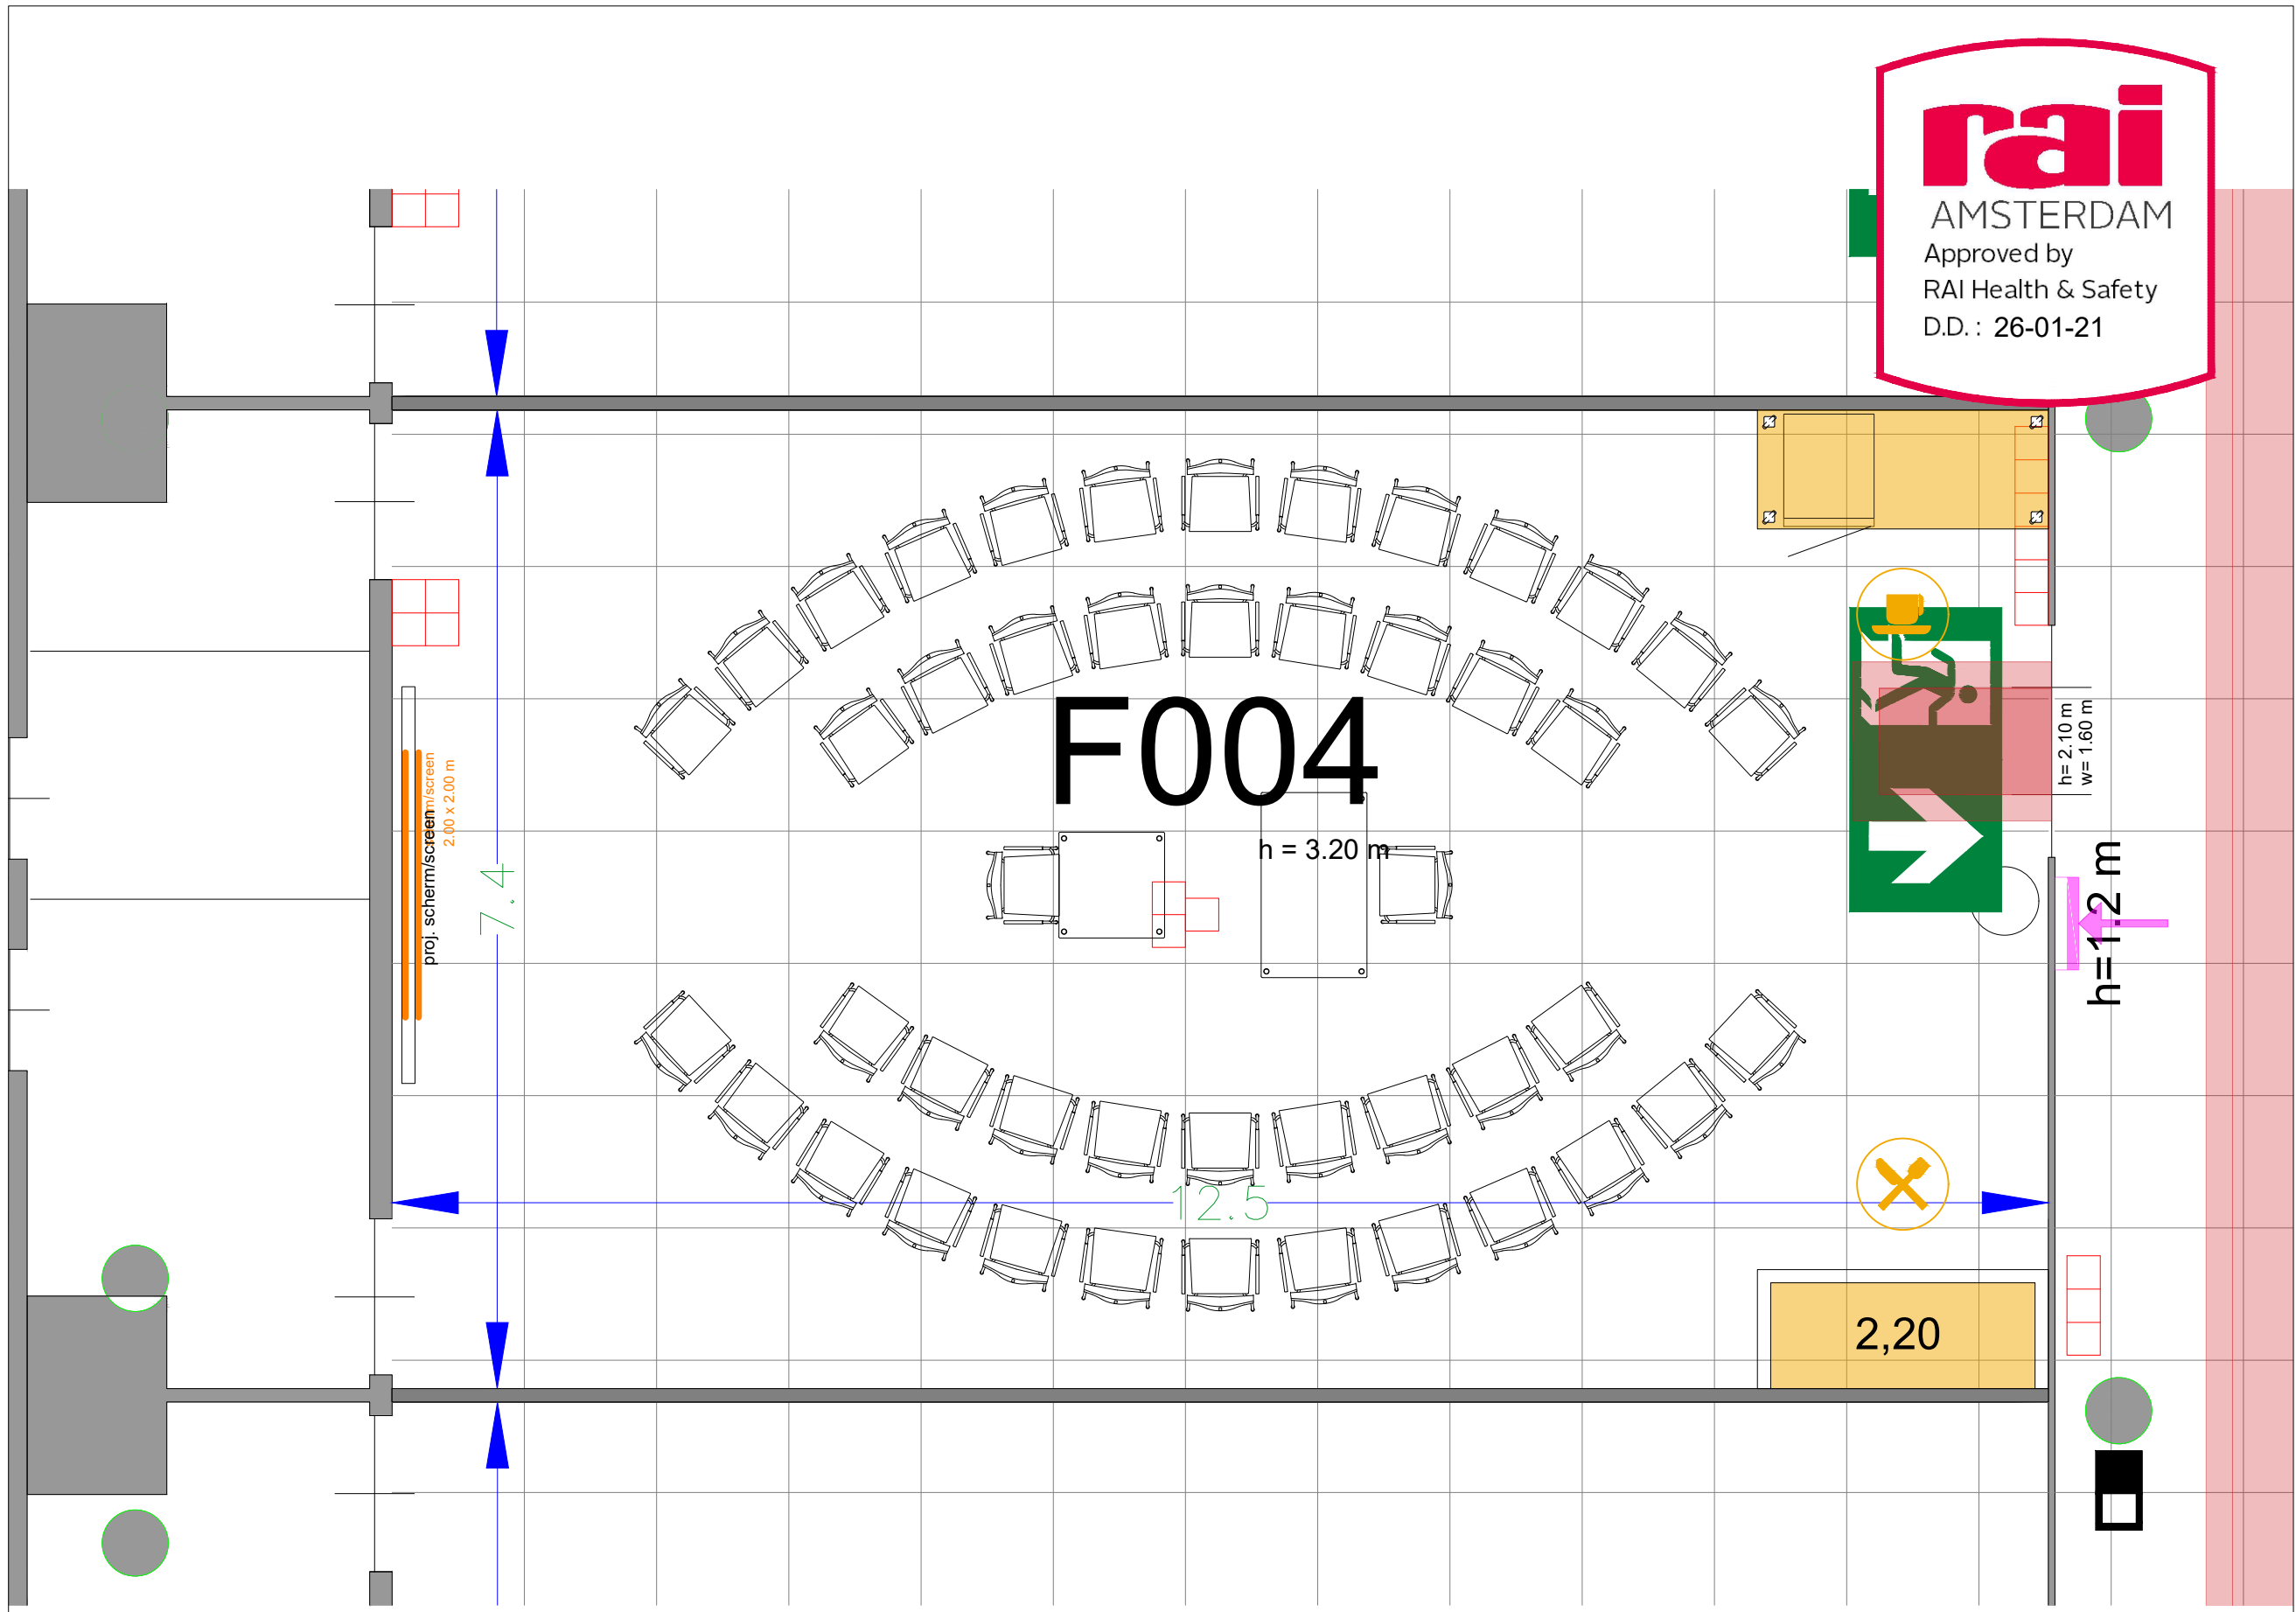 rai
AMSTERDAM
Approved by
RAI Health & Safety
D.D. : 26-01-21
F004
h = 3.20 m
proj. scherm/screen
m/screen
2.00 x 2.00 m
7.4
12.5
h= 2.10 m
w= 1.60 m
h=1.2 m
2,20